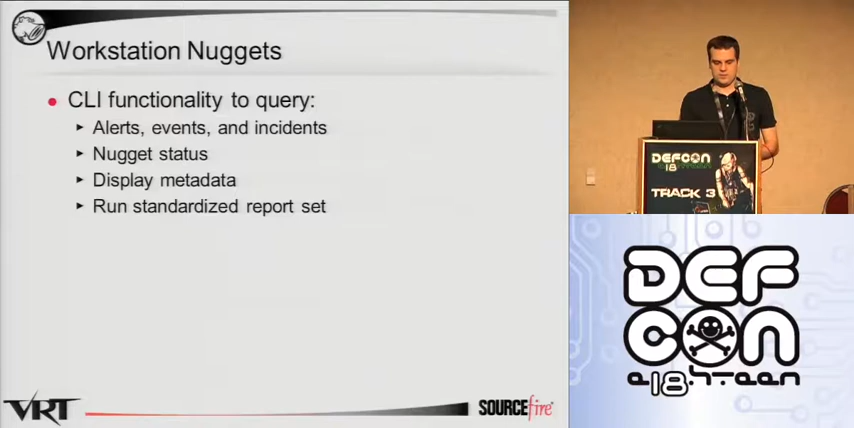 Workstation Nuggets
CLI functionality to query:
Alerts, events, and incidents
Nugget status
Display metadata
Run standardized report set
VRT
SOURCEfire
DEFCON
18
TRACK 3
DEF
CON
18